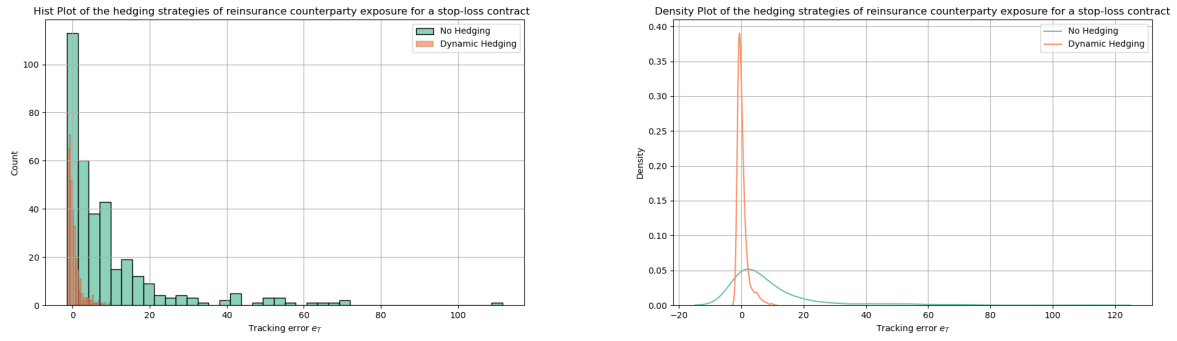 Hist Plot of the hedging strategies of reinsurance counterparty exposure for a stop-loss contract
No Hedging
Dynamic Hedging
100
80
60
40
20
0
Count
0
20
40
60
80
100
Tracking error e_T
Density Plot of the hedging strategies of reinsurance counterparty exposure for a stop-loss contract
No Hedging
Dynamic Hedging
0.40
0.35
0.30
0.25
0.20
0.15
0.10
0.05
0.00
Density
−20
0
20
40
60
80
100
120
Tracking error e_T